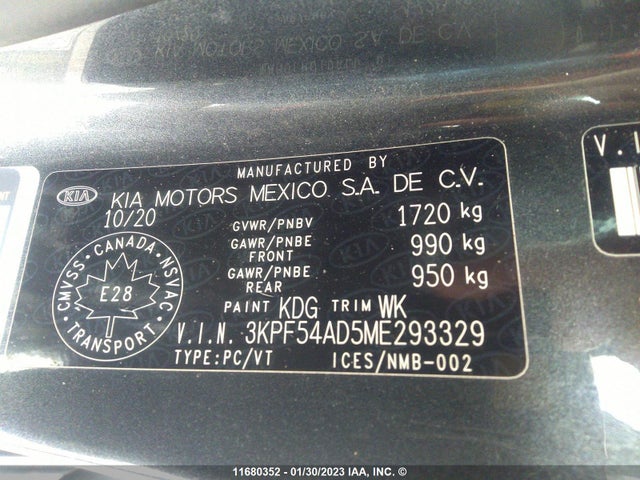 MANUFACTURED BY
KIA KIA MOTORS MEXICO S.A. DE C.V.
10/20
GVWR/PNBV 1720 kg
GAWR/PNBE FRONT 990 kg
GAWR/PNBE REAR 950 kg
CANADA
CMVSS NSVAC
E28
TRANSPORT
PAINT KDG TRIM WK
V.I.N. 3KPF54AD5ME293329
TYPE:PC/VT ICES/NMB-002
V.I
11680352 - 01/30/2023 IAA, Inc. ©